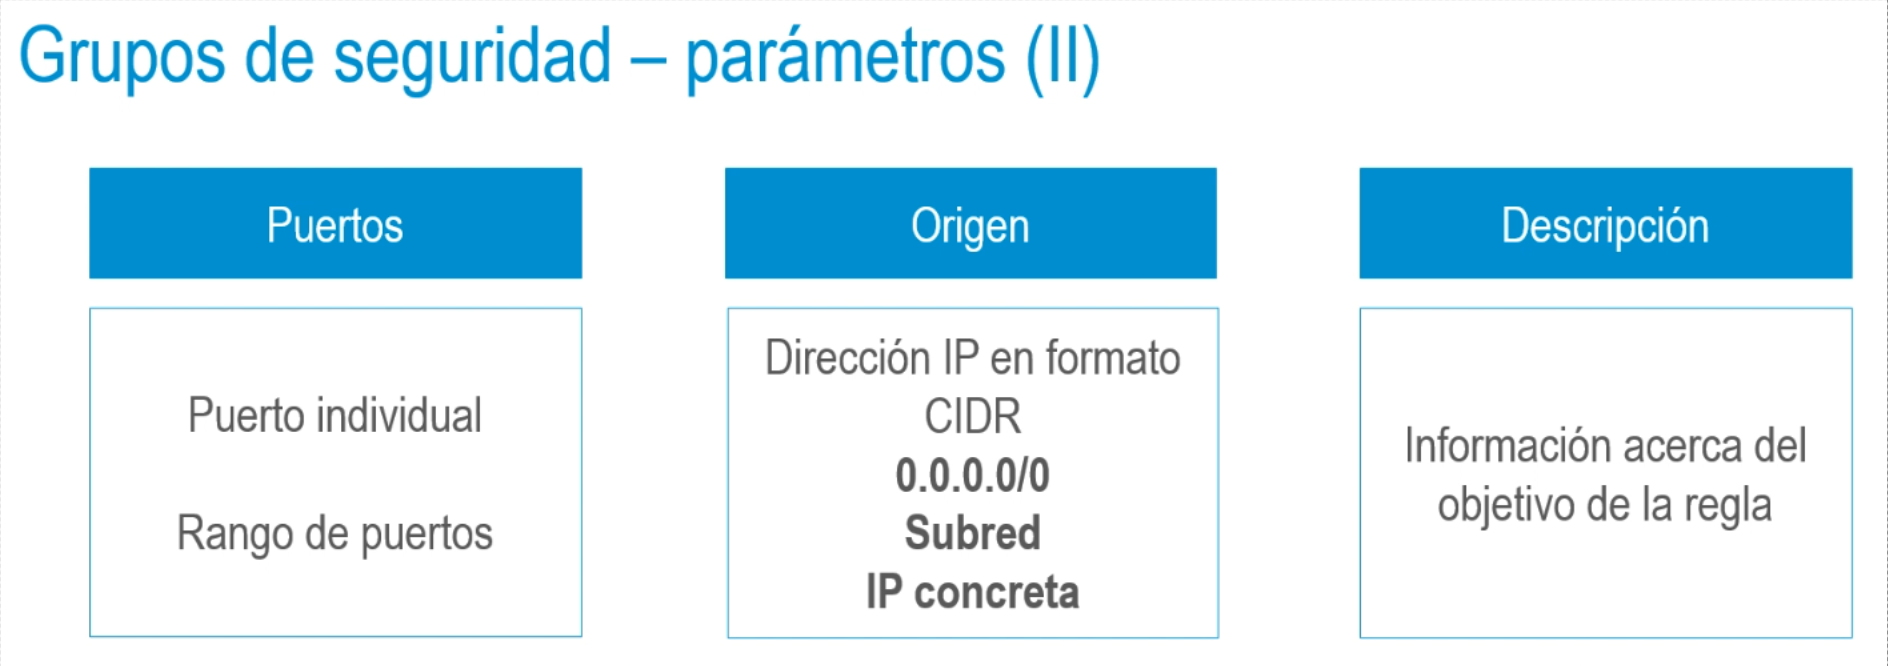 Grupos de seguridad – parámetros (II)
Puertos
Puerto individual
Rango de puertos
Origen
Dirección IP en formato
CIDR
0.0.0.0/0
Subred
IP concreta
Descripción
Información acerca del
objetivo de la regla